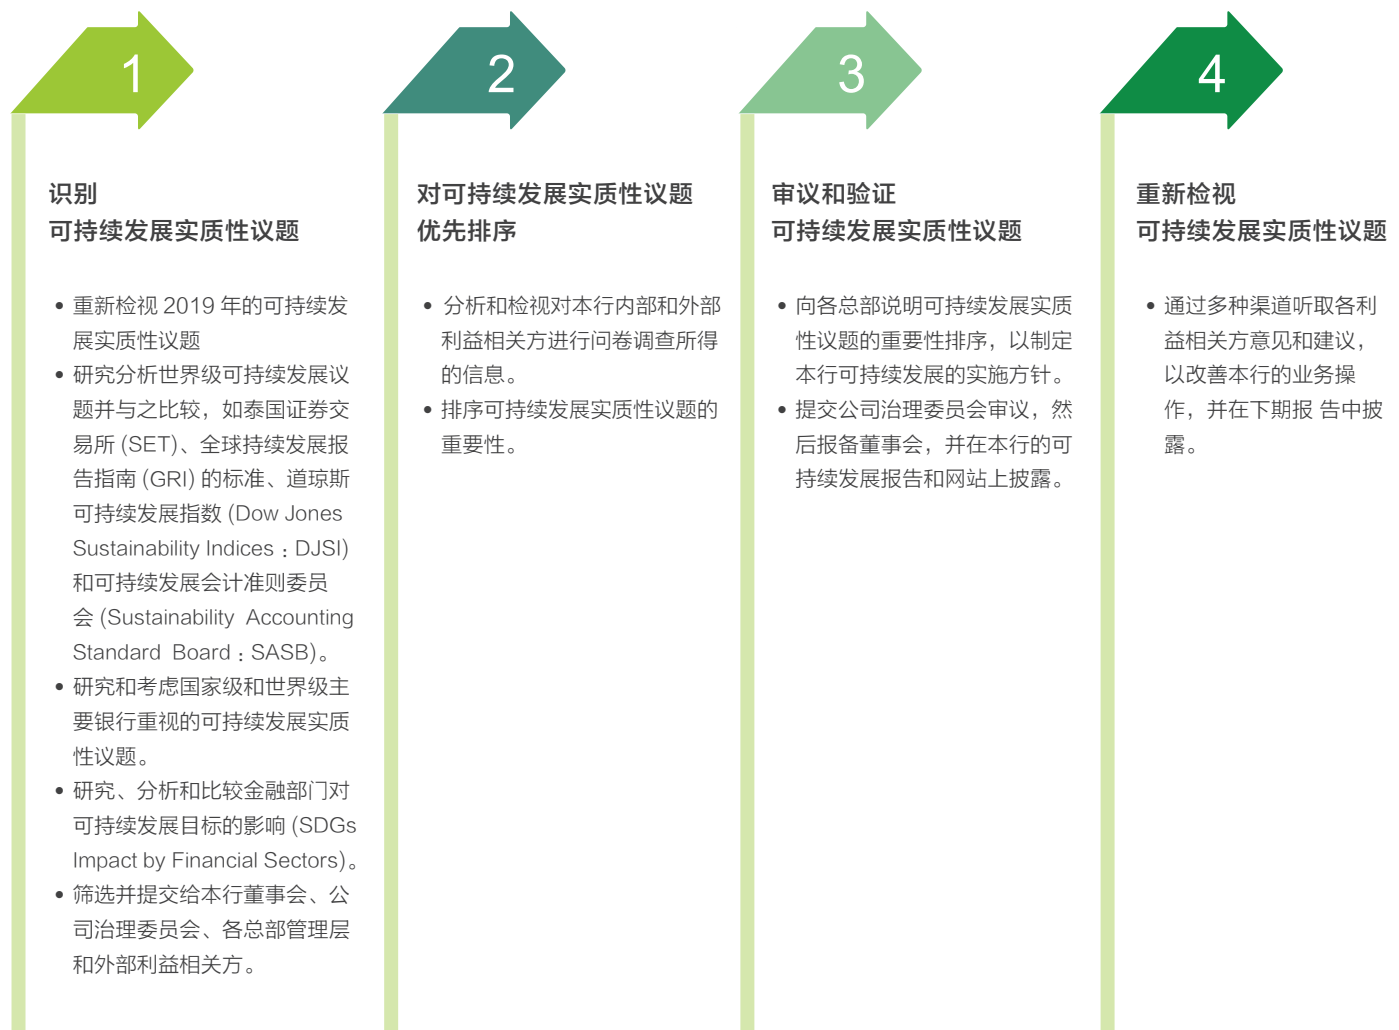 1
识别
可持续发展实质性议题
• 重新检视 2019 年的可持续发
展实质性议题
• 研究分析世界级可持续发展议
题并与之比较，如泰国证券交
易所 (SET)、全球持续发展报
告指南 (GRI) 的标准、道琼斯
可持续发展指数 (Dow Jones
Sustainability Indices : DJSI)
和可持续发展会计准则委员
会 (Sustainability Accounting
Standard Board : SASB)。
• 研究和考虑国家级和世界级主
要银行重视的可持续发展实质
性议题。
• 研究、分析和比较金融部门对
可持续发展目标的影响 (SDGs
Impact by Financial Sectors)。
• 筛选并提交给本行董事会、公
司治理委员会、各总部管理层
和外部利益相关方。
2
对可持续发展实质性议题
优先排序
• 分析和检视对本行内部和外部
利益相关方进行问卷调查所得
的信息。
• 排序可持续发展实质性议题的
重要性。
3
审议和验证
可持续发展实质性议题
• 向各总部说明可持续发展实质
性议题的重要性排序，以制定
本行可持续发展的实施方针。
• 提交公司治理委员会审议，然
后报备董事会，并在本行的可
持续发展报告和网站上披露。
4
重新检视
可持续发展实质性议题
• 通过多种渠道听取各利
益相关方意见和建议，
以改善本行的业务操
作，并在下期报 告中披
露。